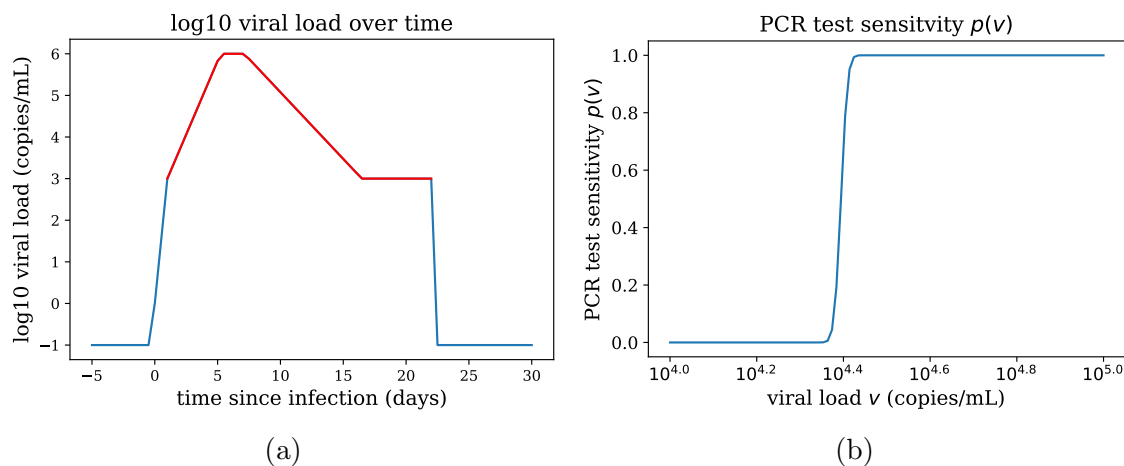 log10 viral load over time
log10 viral load (copies/mL)
6
5
4
3
2
1
0
−1
−5 0 5 10 15 20 25 30
time since infection (days)
(a)
PCR test sensitvity p(v)
PCR test sensitivity p(v)
1.0
0.8
0.6
0.4
0.2
0.0
10^4.0 10^4.2 10^4.4 10^4.6 10^4.8 10^5.0
viral load v (copies/mL)
(b)